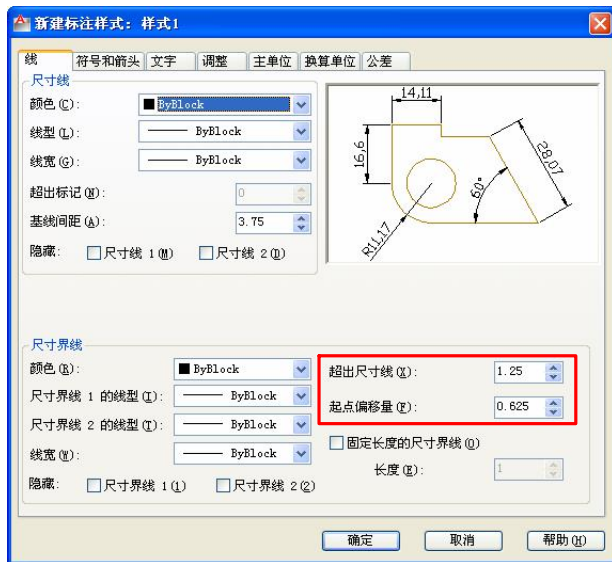 新建标注样式: 样式1
线 符号和箭头 文字 调整 主单位 换算单位 公差
尺寸线
颜色(C): ByBlock
线型(L): ByBlock
线宽(G): ByBlock
超出标记(N): 0
基线间距(A): 3.75
隐藏: 尺寸线 1(M) 尺寸线 2(D)
14,11
16,6
28,07
60°
R11,17
尺寸界线
颜色(R): ByBlock
尺寸界线 1 的线型(I): ByBlock
尺寸界线 2 的线型(T): ByBlock
线宽(W): ByBlock
隐藏: 尺寸界线 1(1) 尺寸界线 2(2)
超出尺寸线(X): 1.25
起点偏移量(F): 0.625
固定长度的尺寸界线(O)
长度(E): 1
确定 取消 帮助(H)